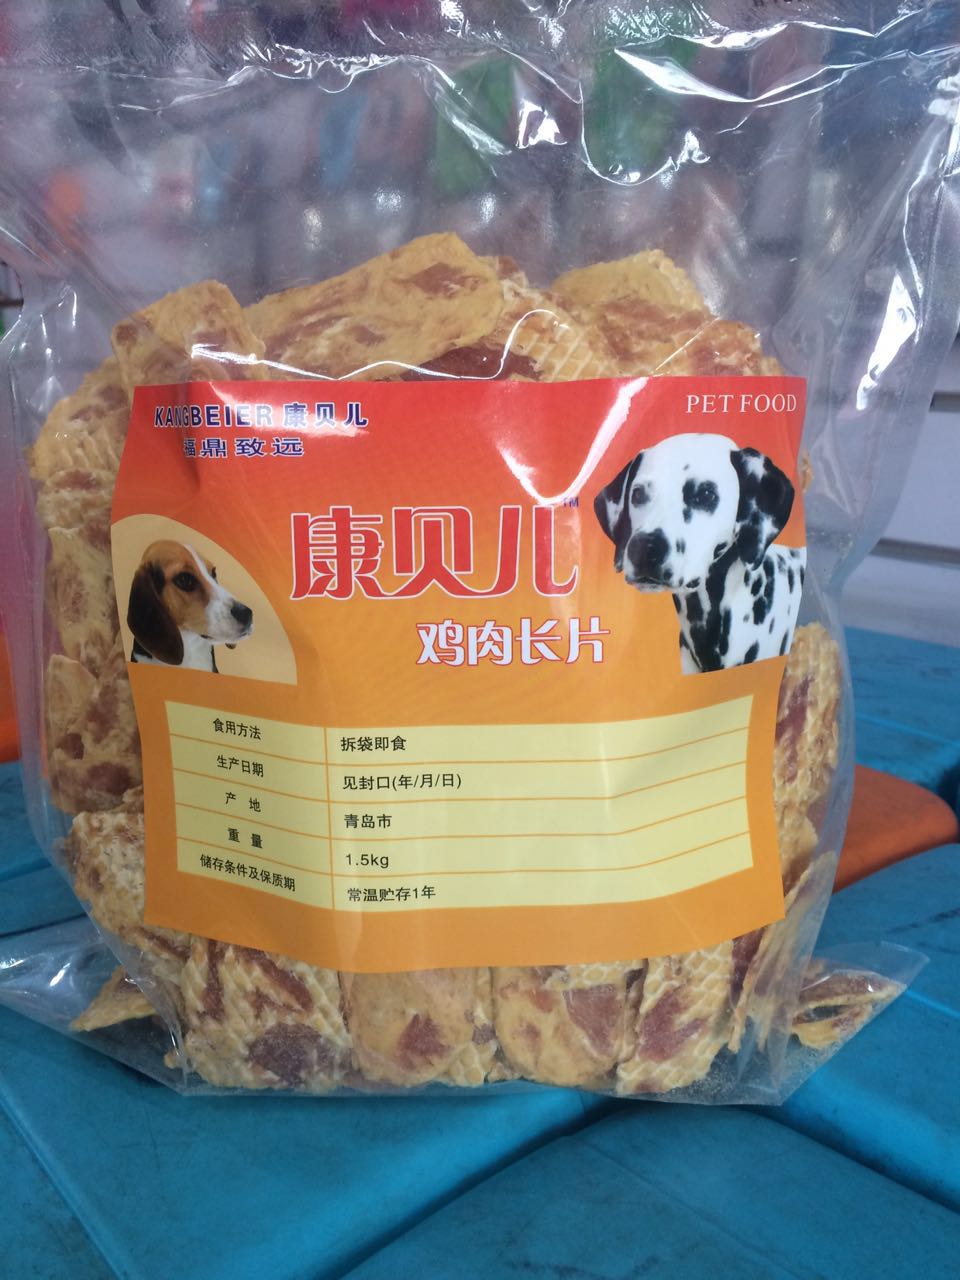 KANGBEIER 康贝儿
福鼎致远
PET FOOD
康贝儿™
鸡肉长片
食用方法 拆袋即食
生产日期 见封口(年/月/日)
产 地 青岛市
重 量 1.5kg
储存条件及保质期 常温贮存1年